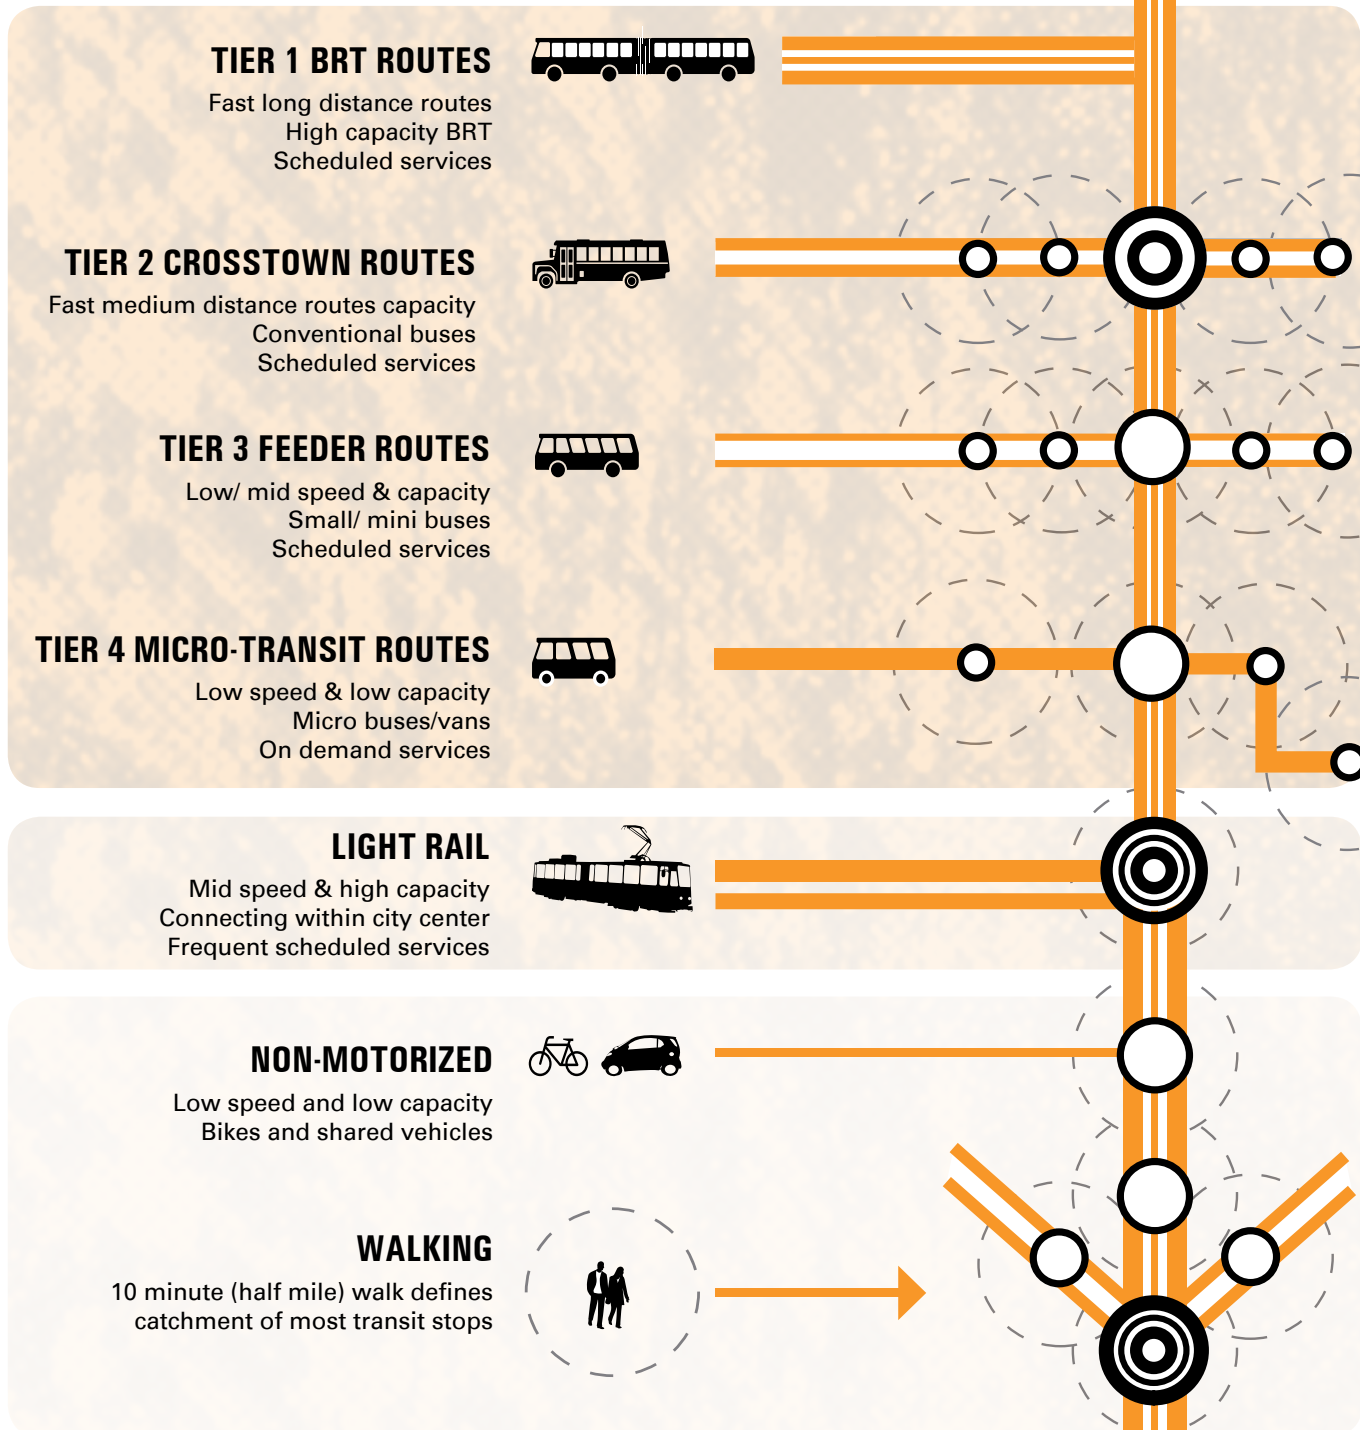 TIER 1 BRT ROUTES
Fast long distance routes
High capacity BRT
Scheduled services
TIER 2 CROSSTOWN ROUTES
Fast medium distance routes capacity
Conventional buses
Scheduled services
TIER 3 FEEDER ROUTES
Low/ mid speed & capacity
Small/ mini buses
Scheduled services
TIER 4 MICRO-TRANSIT ROUTES
Low speed & low capacity
Micro buses/vans
On demand services
LIGHT RAIL
Mid speed & high capacity
Connecting within city center
Frequent scheduled services
NON-MOTORIZED
Low speed and low capacity
Bikes and shared vehicles
WALKING
10 minute (half mile) walk defines
catchment of most transit stops